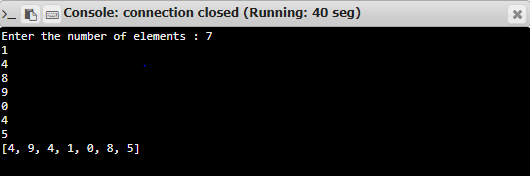 Console: connection closed (Running: 40 seg)
Enter the number of elements : 7
1
4
8
9
0
4
5
[4, 9, 4, 1, 0, 8, 5]